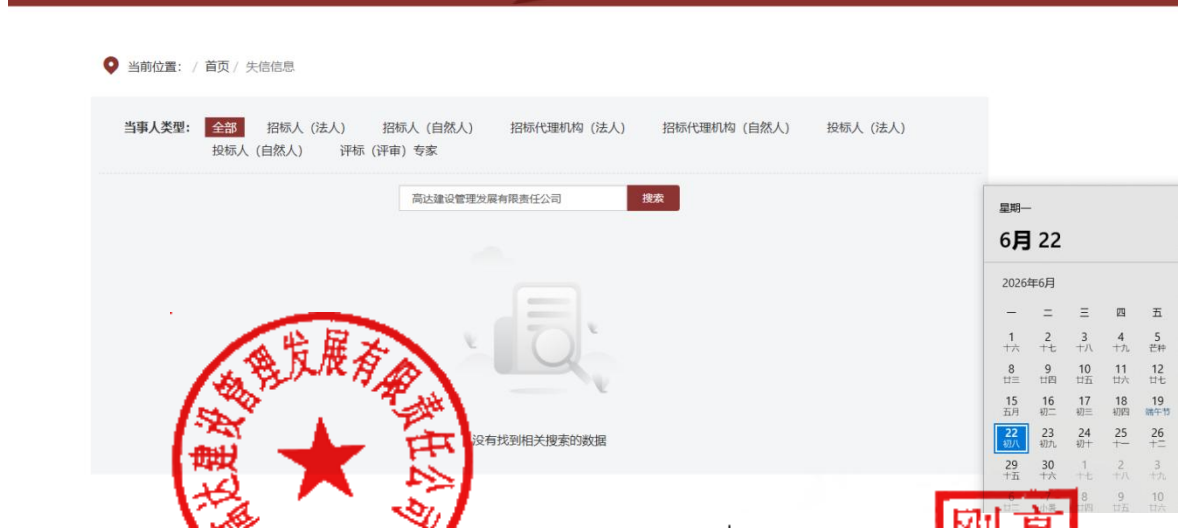 当前位置： / 首页 / 失信信息
当事人类型： 全部 招标人（法人） 招标人（自然人） 招标代理机构（法人） 招标代理机构（自然人） 投标人（法人）
投标人（自然人） 评标（评审）专家
高达建设管理发展有限责任公司 搜索
没有找到相关搜索的数据
高达建设管理发展有限责任公司
星期一
6月 22
2026年6月
一 二 三 四 五
1 2 3 4 5
十六 十七 十八 十九 芒种
8 9 10 11 12
廿三 廿四 廿五 廿六 廿七
15 16 17 18 19
五月 初二 初三 初四 端午节
22 23 24 25 26
初八 初九 初十 十一 十二
29 30 1 2 3
十五 十六 十七 十八 十九
6 7 8 9 10
廿二 小暑 廿四 廿五 廿六